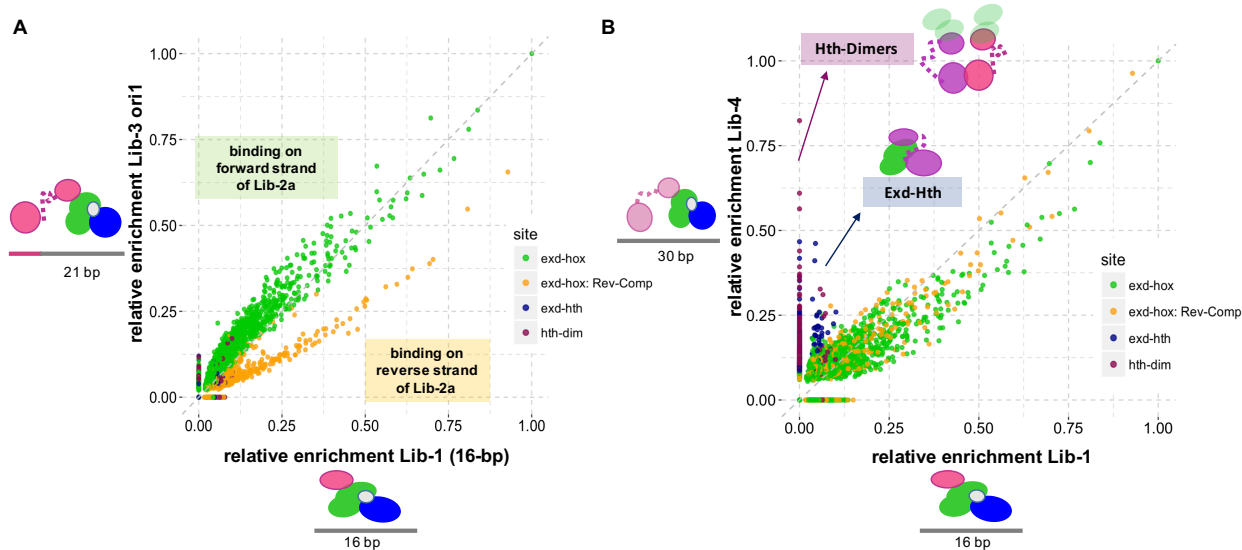 A
relative enrichment Lib-3 ori1
1.00
0.75
0.50
0.25
0.00
binding on
forward strand
of Lib-2a
binding on
reverse strand
of Lib-2a
site
exd-hox
exd-hox: Rev-Comp
exd-hth
hth-dim
21 bp
0.00
0.25
0.50
0.75
1.00
relative enrichment Lib-1 (16-bp)
16 bp
B
relative enrichment Lib-4
1.00
0.75
0.50
0.25
0.00
Hth-Dimers
Exd-Hth
site
exd-hox
exd-hox: Rev-Comp
exd-hth
hth-dim
30 bp
0.00
0.25
0.50
0.75
1.00
relative enrichment Lib-1
16 bp